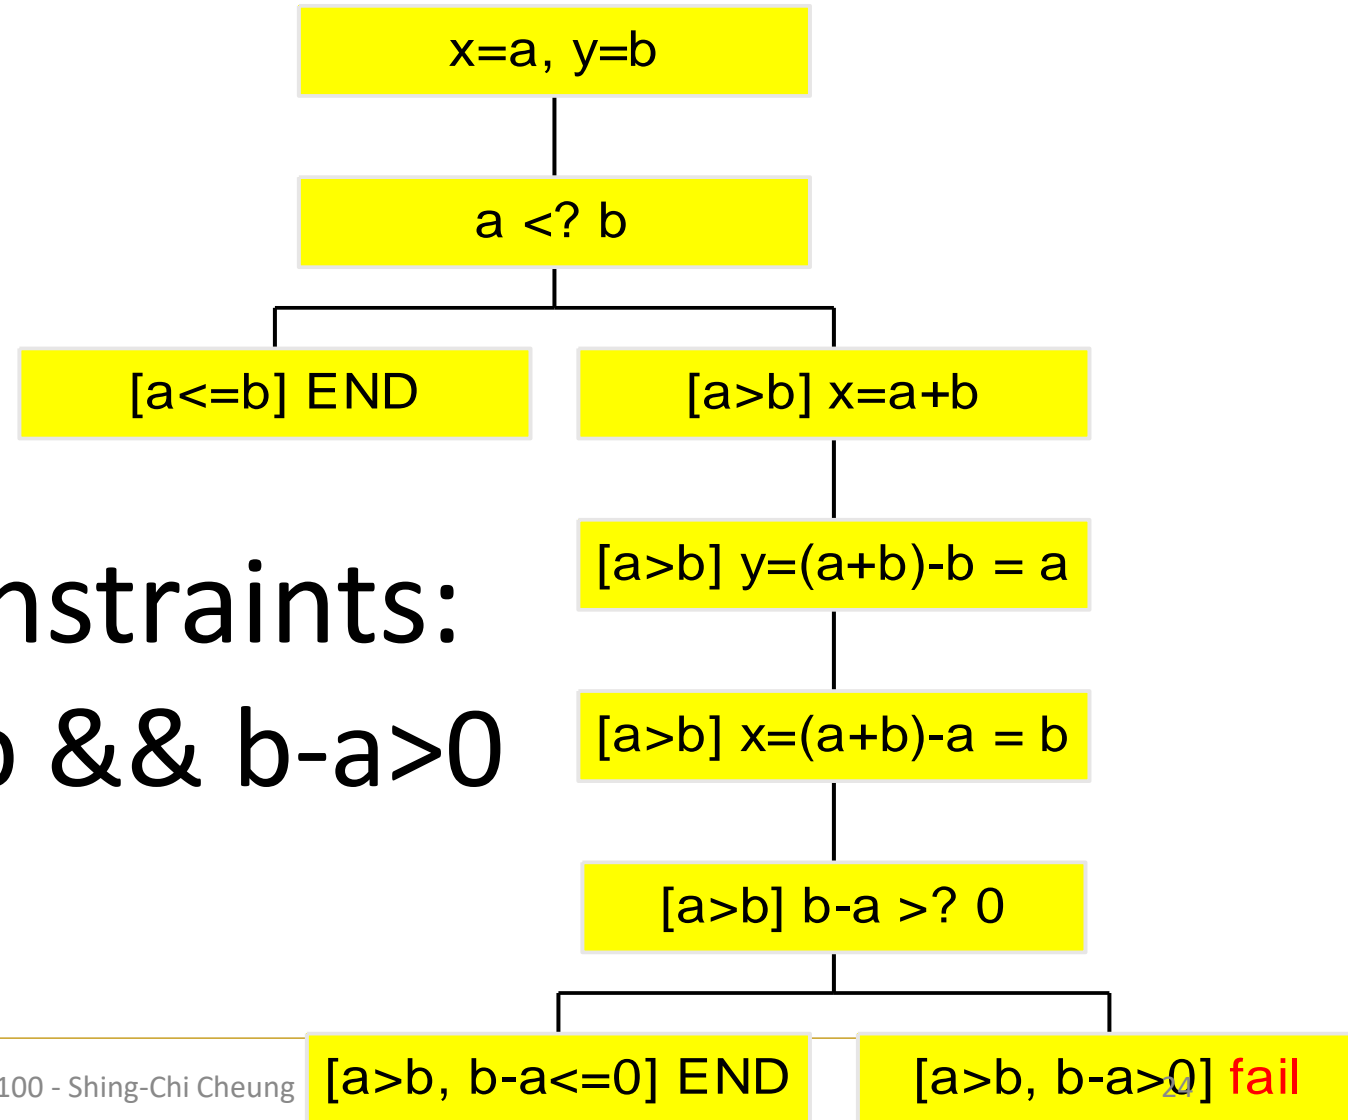 x=a, y=b
a <? b
[a<=b] END
[a>b] x=a+b
[a>b] y=(a+b)-b = a
nstraints:
&& b-a>0
[a>b] x=(a+b)-a = b
[a>b] b-a >? 0
[a>b, b-a<=0] END
[a>b, b-a>0] fail
100 - Shing-Chi Cheung
24